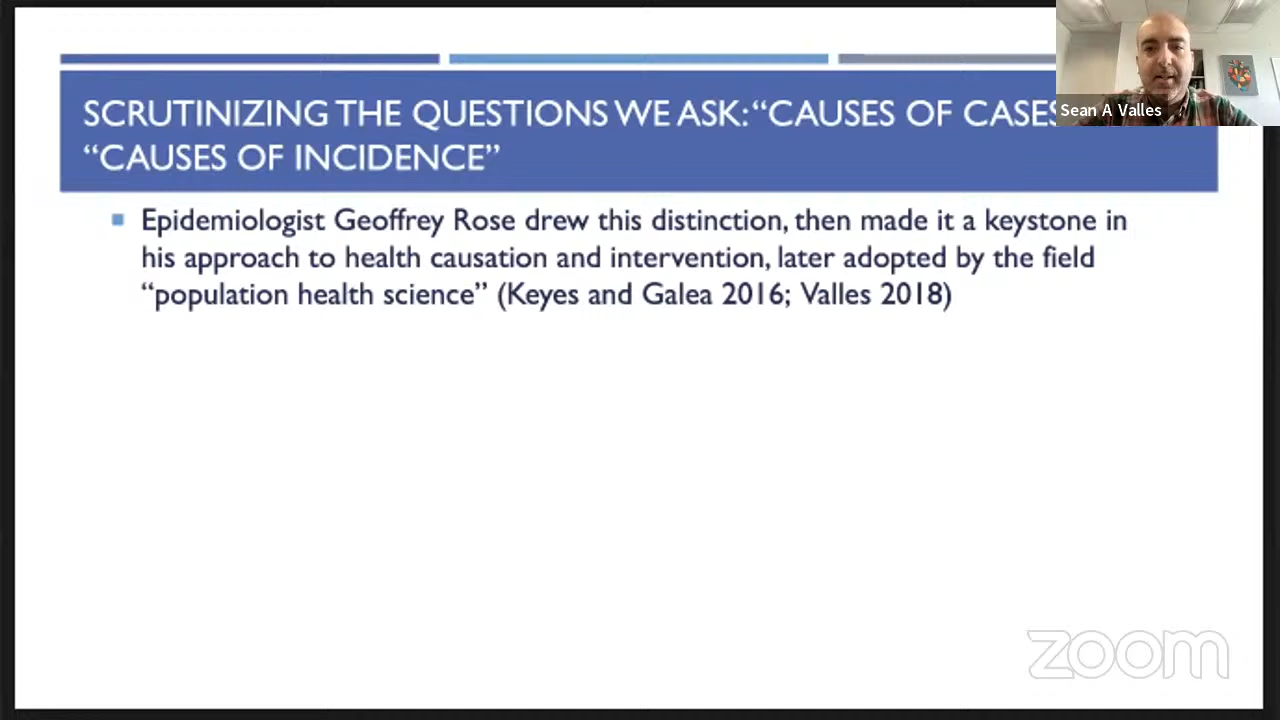 SCRUTINIZING THE QUESTIONS WE ASK: “CAUSES OF CASES
“CAUSES OF INCIDENCE”
Sean A Valles
Epidemiologist Geoffrey Rose drew this distinction, then made it a keystone in
his approach to health causation and intervention, later adopted by the field
“population health science” (Keyes and Galea 2016; Valles 2018)
zoom